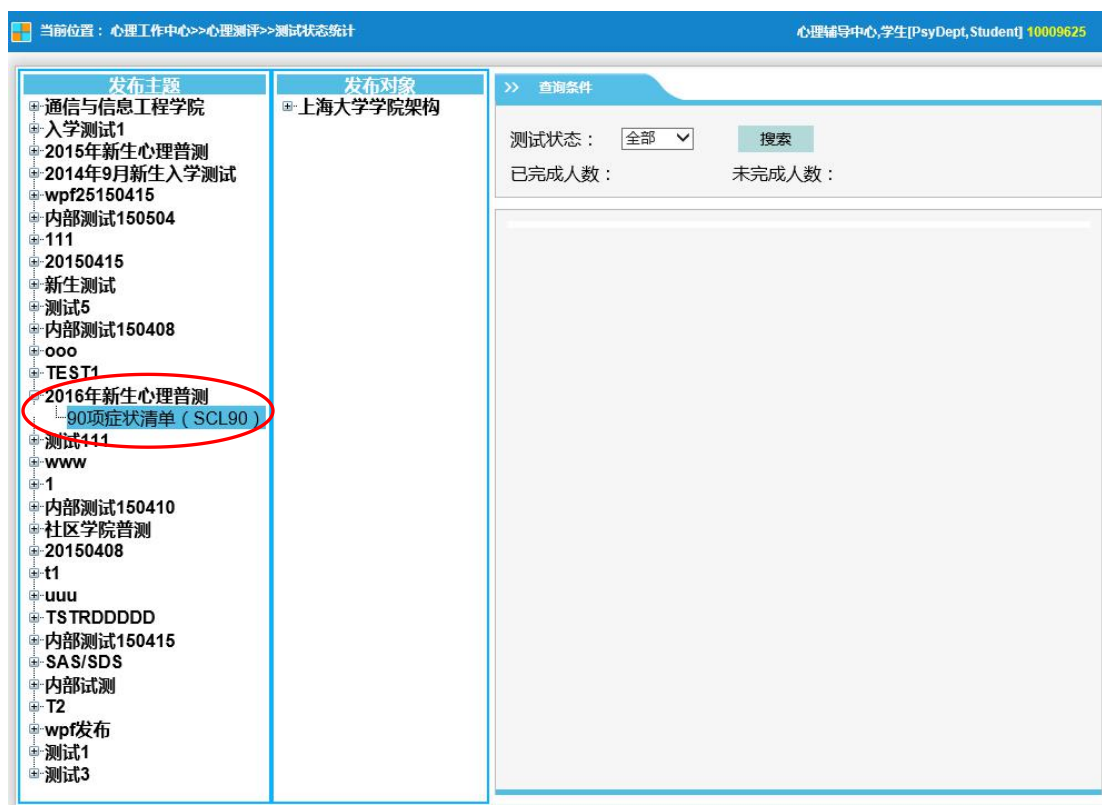 当前位置： 心理工作中心>>心理测评>>测试状态统计
心理辅导中心,学生[PsyDept,Student] 10009625
发布主题
通信与信息工程学院
入学测试1
2015年新生心理普测
2014年9月新生入学测试
wpf25150415
内部测试150504
111
20150415
新生测试
测试5
内部测试150408
ooo
TEST1
2016年新生心理普测
90项症状清单（SCL90）
测试111
www
1
内部测试150410
社区学院普测
20150408
t1
uuu
TSTRDDDDD
内部测试150415
SAS/SDS
内部试测
T2
wpf发布
测试1
测试3
发布对象
上海大学学院架构
>> 查询条件
测试状态： 全部 搜索
已完成人数： 未完成人数：